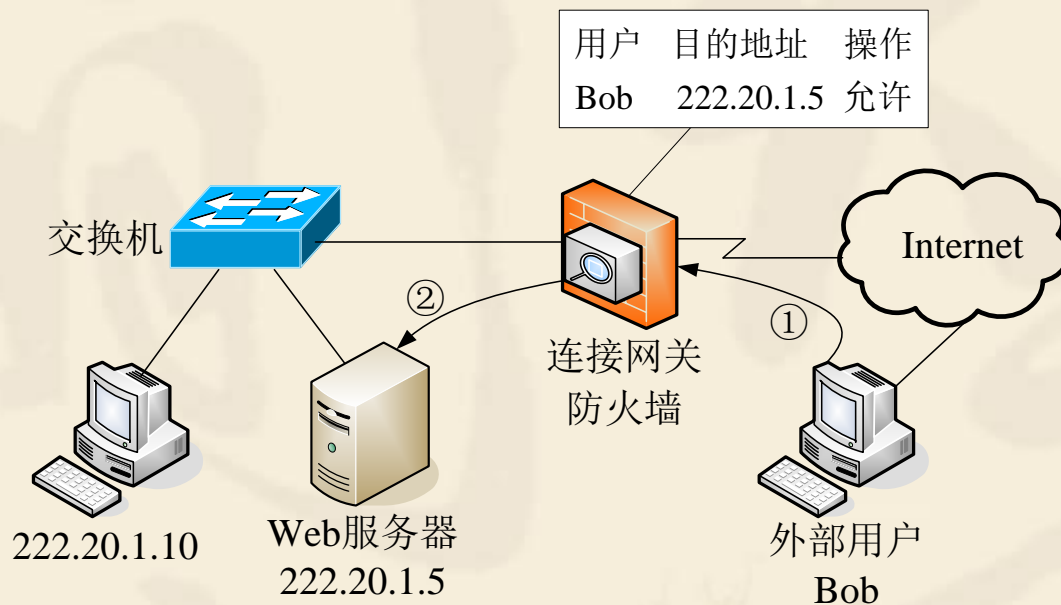 用户 目的地址 操作
Bob 222.20.1.5 允许
交换机
Internet
②
①
连接网关
防火墙
222.20.1.10
Web服务器
222.20.1.5
外部用户
Bob